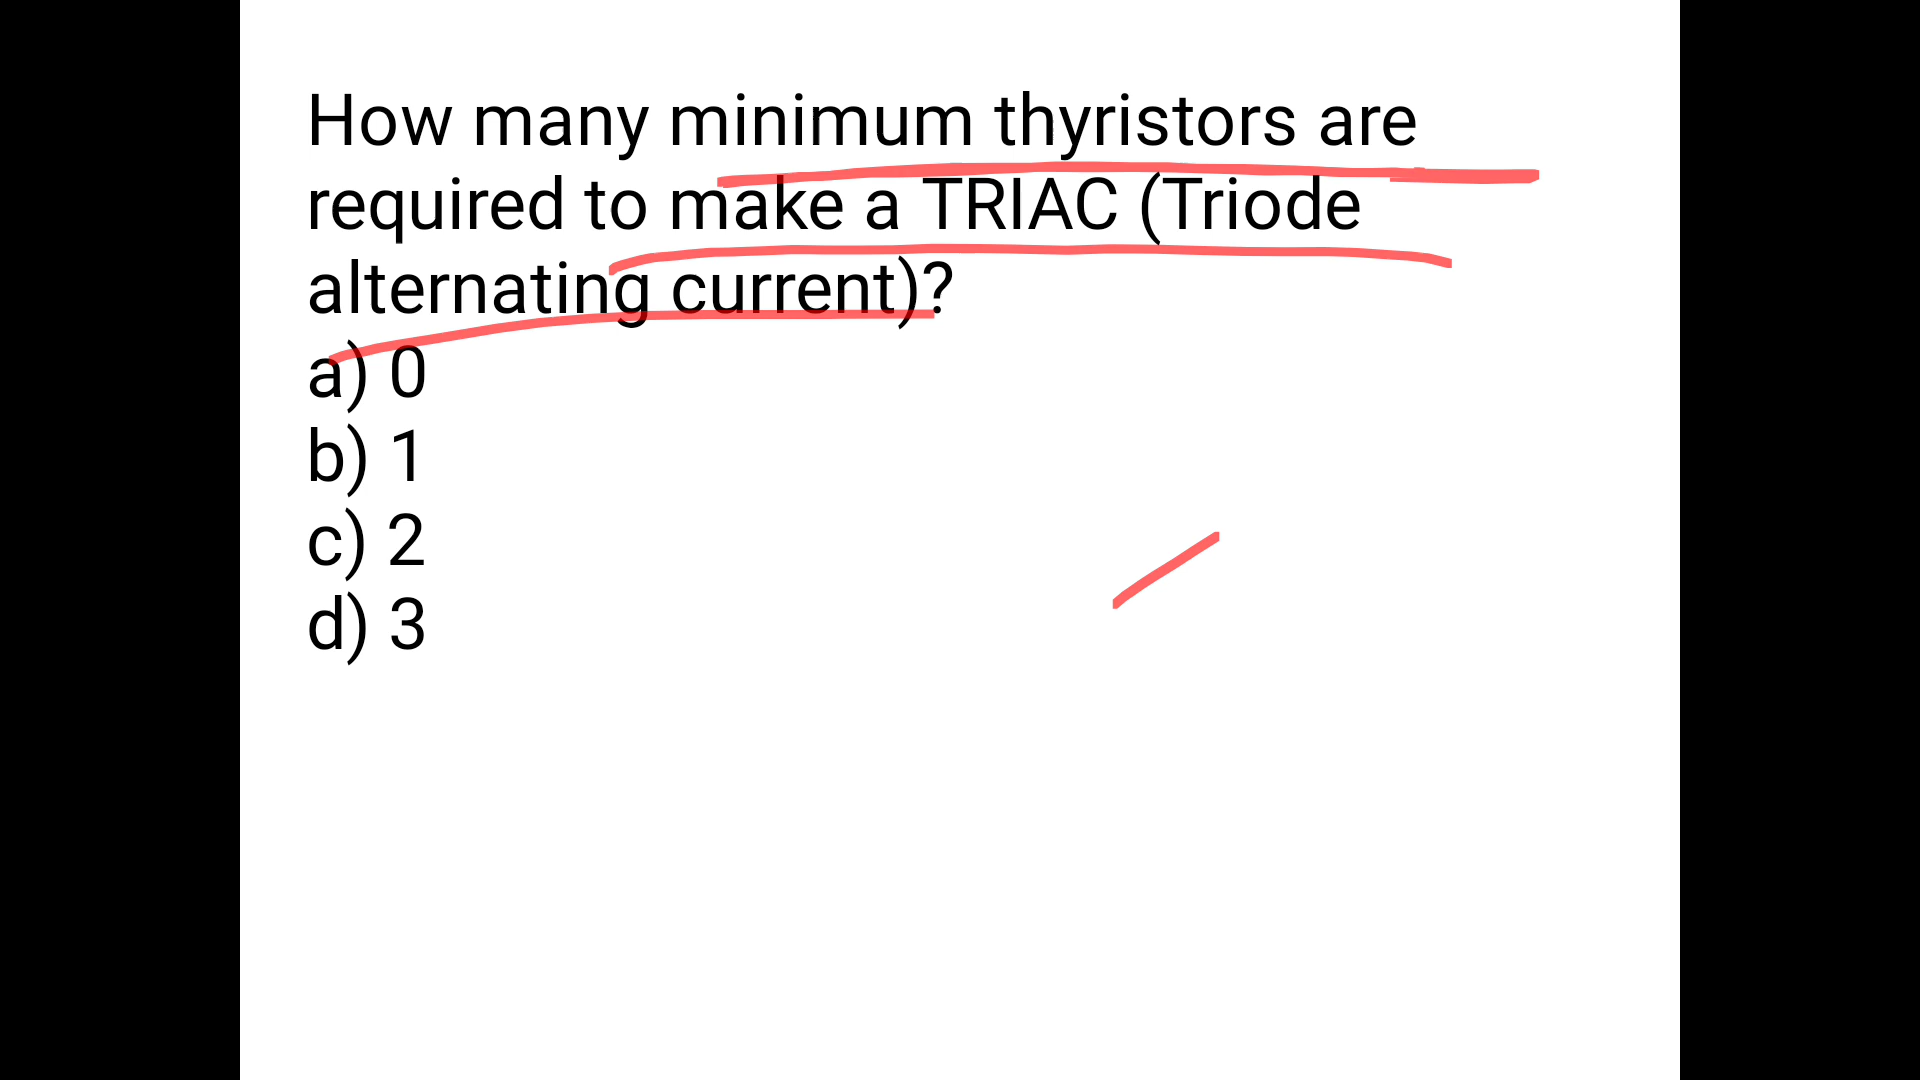 How many minimum thyristors are
required to make a TRIAC (Triode
alternating current)?
a) 0
b) 1
c) 2
d) 3